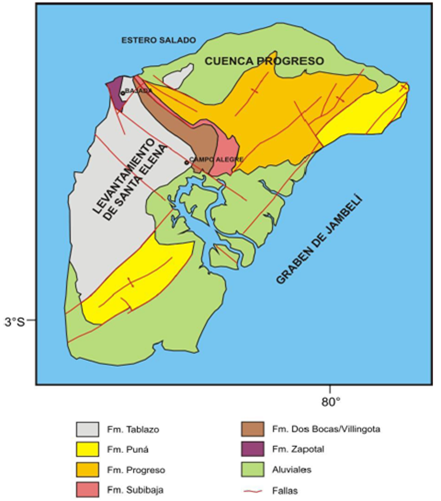 ESTERO SALADO
CUENCA PROGRESO
BAJADA
CAMPO ALEGRE
LEVANTAMIENTO
DE SANTA ELENA
GRABEN DE JAMBELÍ
3°S
80°
Fm. Tablazo
Fm. Puná
Fm. Progreso
Fm. Subibaja
Fm. Dos Bocas/Villingota
Fm. Zapotal
Aluviales
Fallas